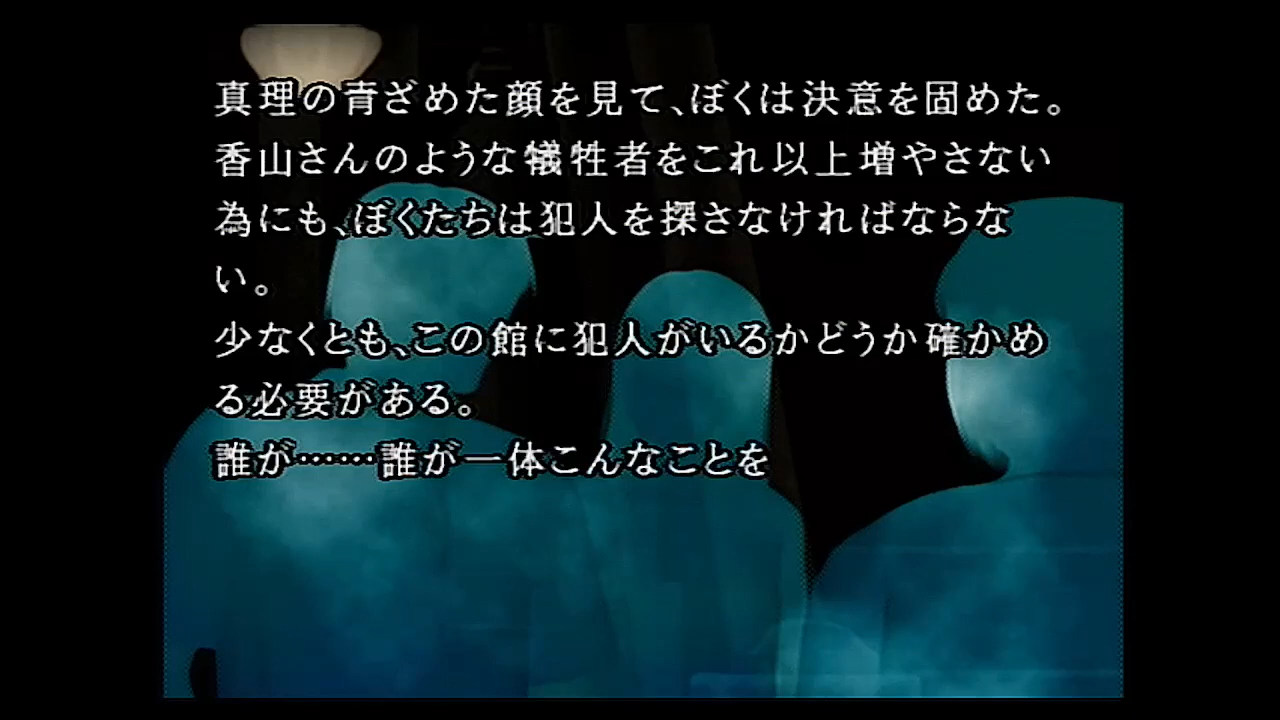 真理の青ざめた顔を見て、ぼくは決意を固めた。
香山さんのような犠牲者をこれ以上増やさない
為にも、ぼくたちは犯人を探さなければならな
い。
少なくとも、この館に犯人がいるかどうか確かめ
る必要がある。
誰が……誰が一体こんなことを